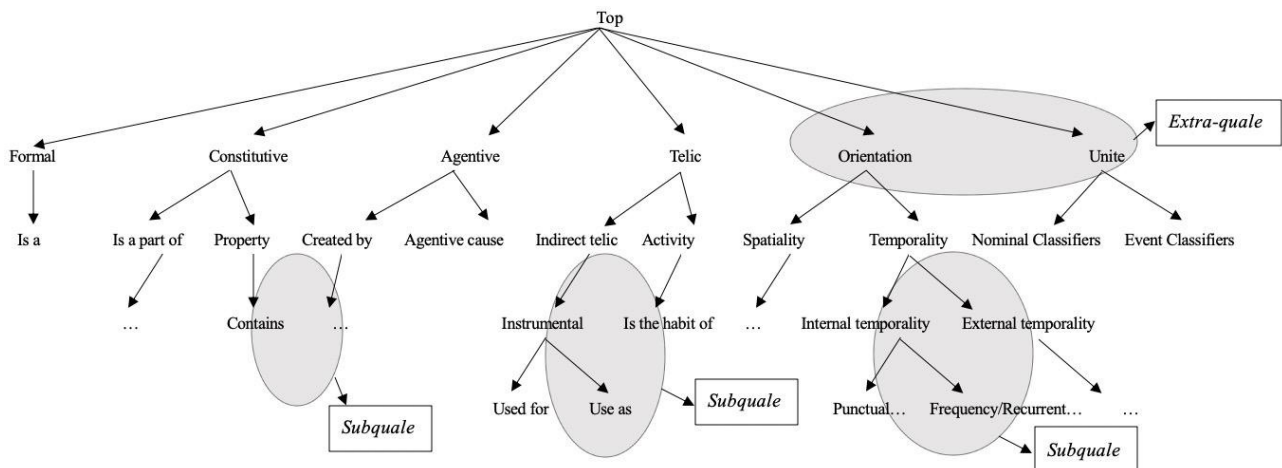 Top
Extra-quale
Formal Constitutive Agentive Telic Orientation Unite
Is a Is a part of Property Created by Agentive cause Indirect telic Activity Spatiality Temporality Nominal Classifiers Event Classifiers
… Contains … Instrumental Is the habit of … Internal temporality External temporality
Used for Use as Subquale Punctual… Frequency/Recurrent… …
Subquale Subquale